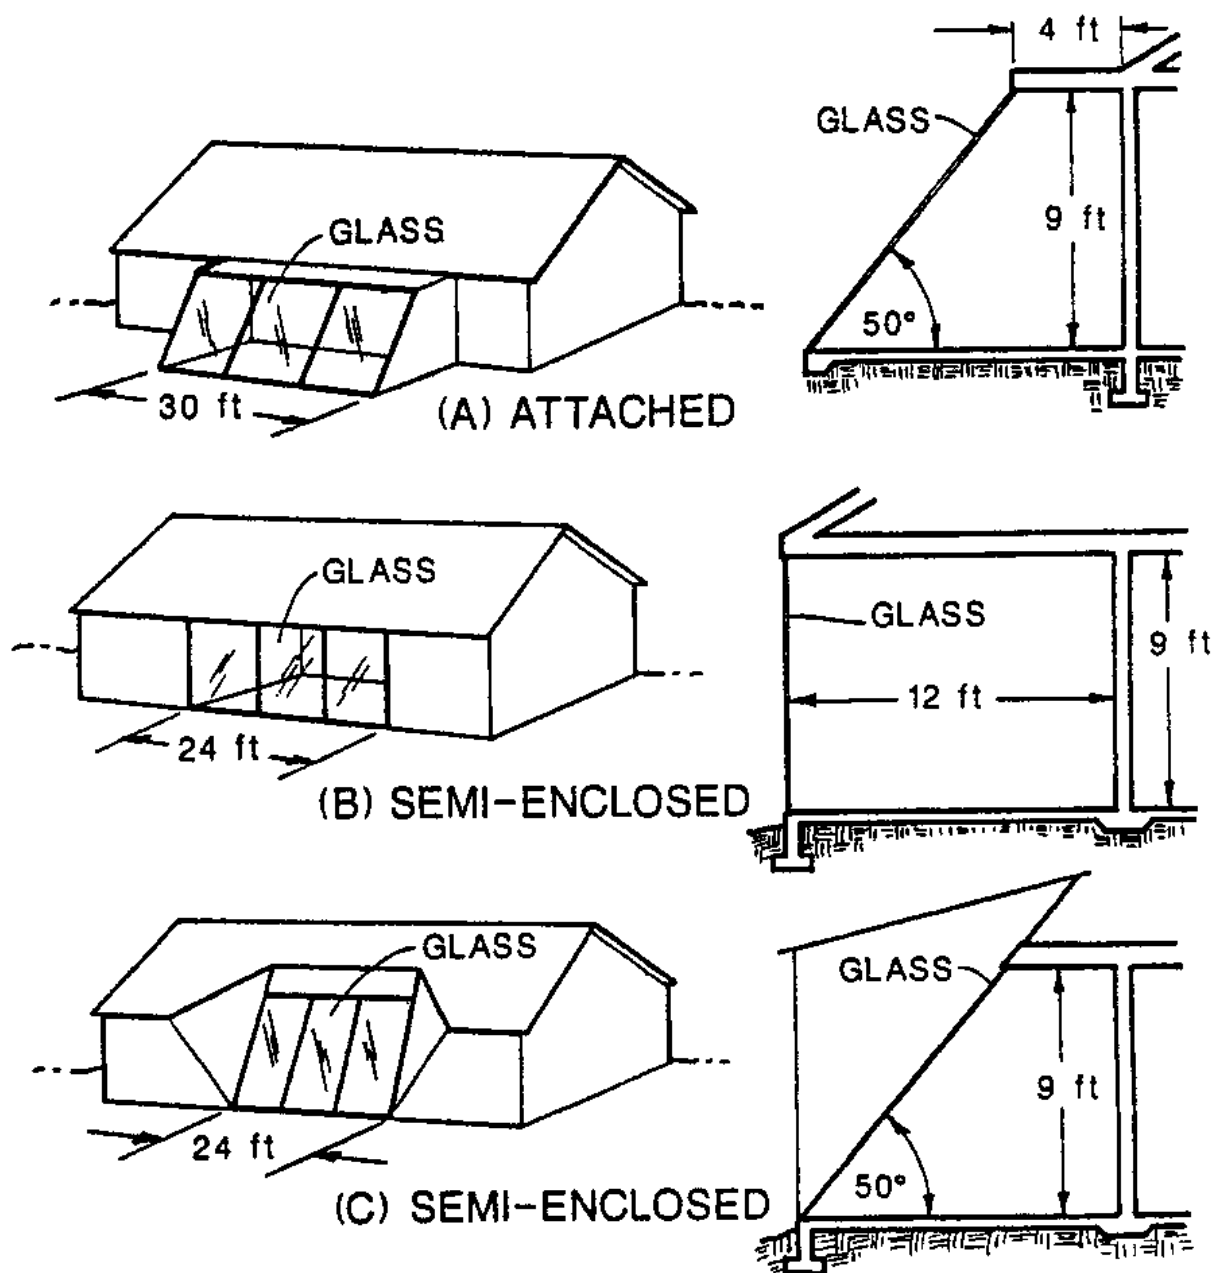 4 ft
GLASS
GLASS
9 ft
50°
30 ft
(A) ATTACHED
GLASS
GLASS
9 ft
12 ft
24 ft
(B) SEMI-ENCLOSED
GLASS
GLASS
9 ft
24 ft
50°
(C) SEMI-ENCLOSED